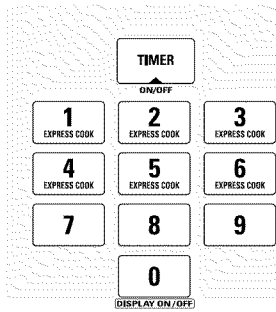 TIMER
ON/OFF
1 2 3
EXPRESS COOK EXPRESS COOK EXPRESS COOK
4 5 6
EXPRESS COOK EXPRESS COOK EXPRESS COOK
7 8 9
0
DISPLAY ON/OFF